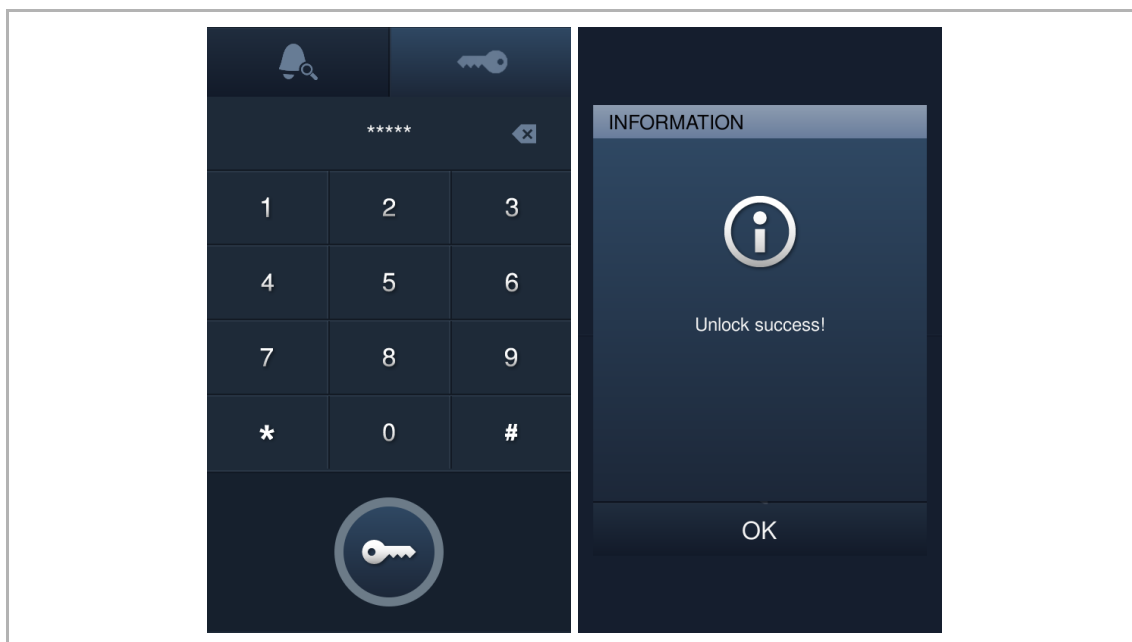 *****
1 2 3
4 5 6
7 8 9
* 0 #
INFORMATION
Unlock success!
OK